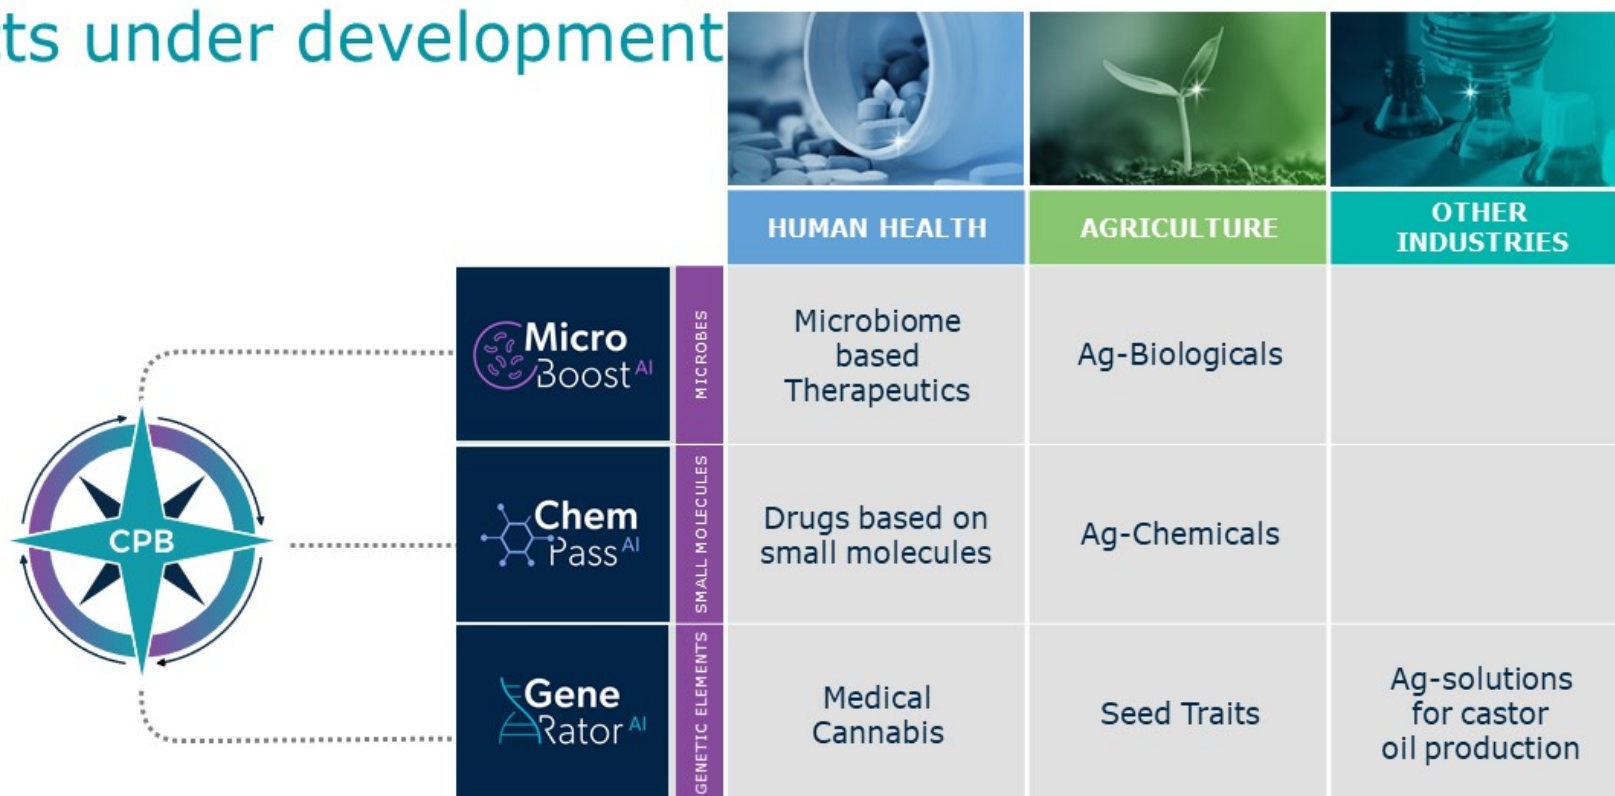 ts under development
HUMAN HEALTH
AGRICULTURE
OTHER
INDUSTRIES
Micro
Boost AI
MICROBES
Microbiome
based
Therapeutics
Ag-Biologicals
CPB
Chem
Pass AI
SMALL MOLECULES
Drugs based on
small molecules
Ag-Chemicals
Gene
Rator AI
GENETIC ELEMENTS
Medical
Cannabis
Seed Traits
Ag-solutions
for castor
oil production